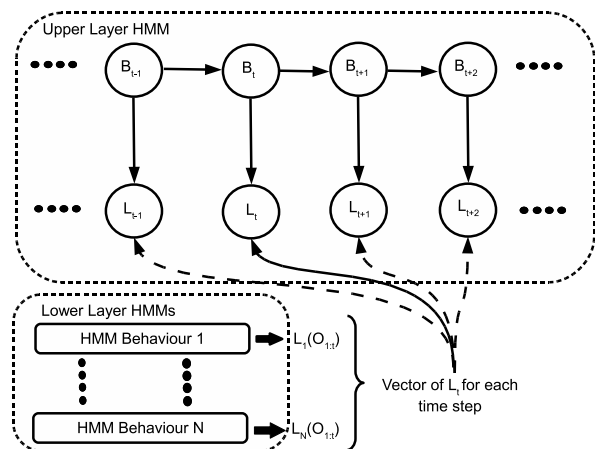 Upper Layer HMM
B_{t-1} B_t B_{t+1} B_{t+2}
L_{t-1} L_t L_{t+1} L_{t+2}
Lower Layer HMMs
HMM Behaviour 1
L_1(O_{1:t})
Vector of L_t for each
time step
HMM Behaviour N
L_N(O_{1:t})